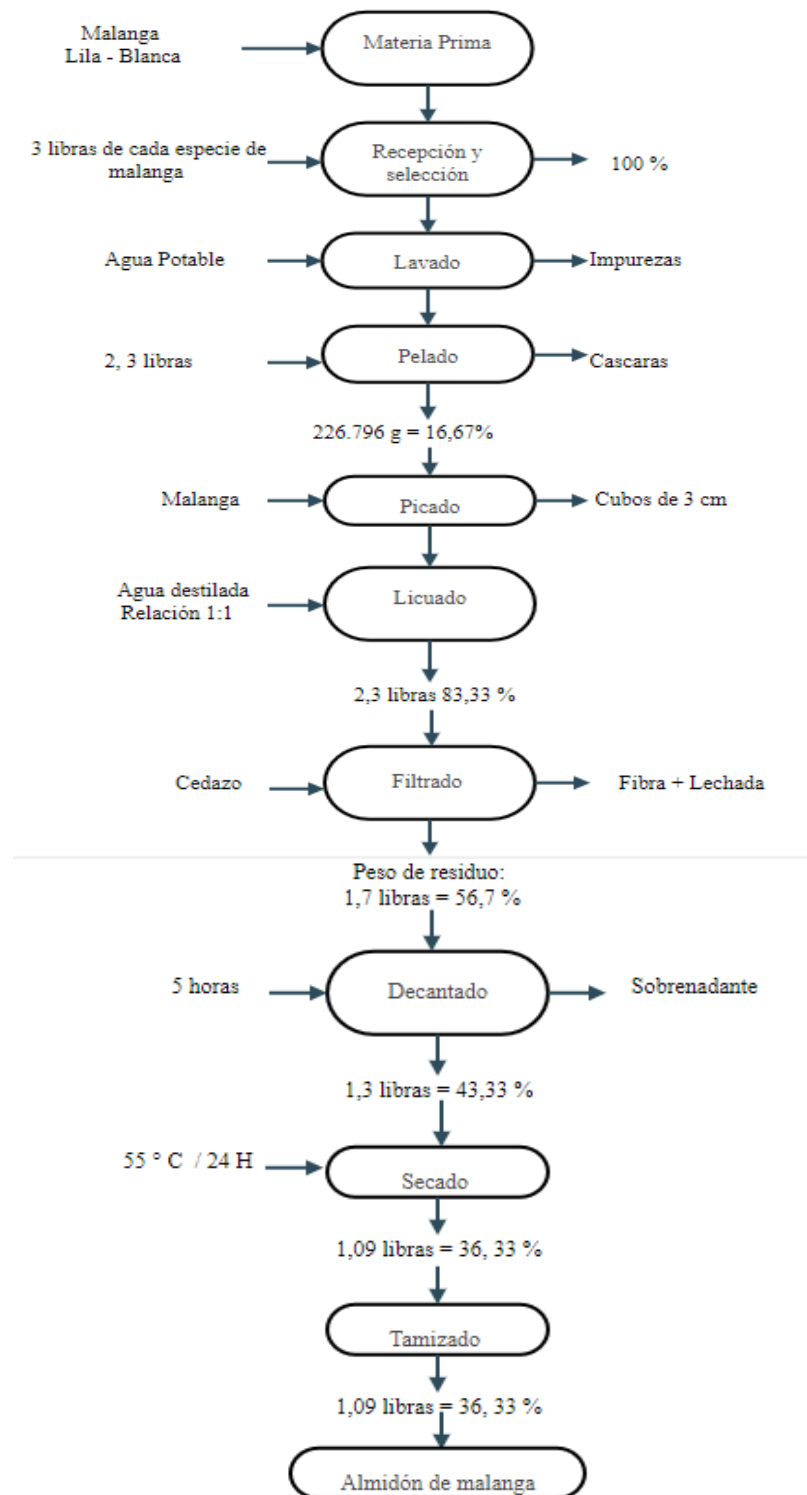 Malanga
Lila - Blanca
Materia Prima
3 libras de cada especie de
malanga
Recepción y
selección
100 %
Agua Potable
Lavado
Impurezas
2, 3 libras
Pelado
Cascaras
226.796 g = 16,67%
Malanga
Picado
Cubos de 3 cm
Agua destilada
Relación 1:1
Licuado
2,3 libras 83,33 %
Cedazo
Filtrado
Fibra + Lechada
Peso de residuo:
1,7 libras = 56,7 %
5 horas
Decantado
Sobrenadante
1,3 libras = 43,33 %
55 ° C / 24 H
Secado
1,09 libras = 36, 33 %
Tamizado
1,09 libras = 36, 33 %
Almidón de malanga